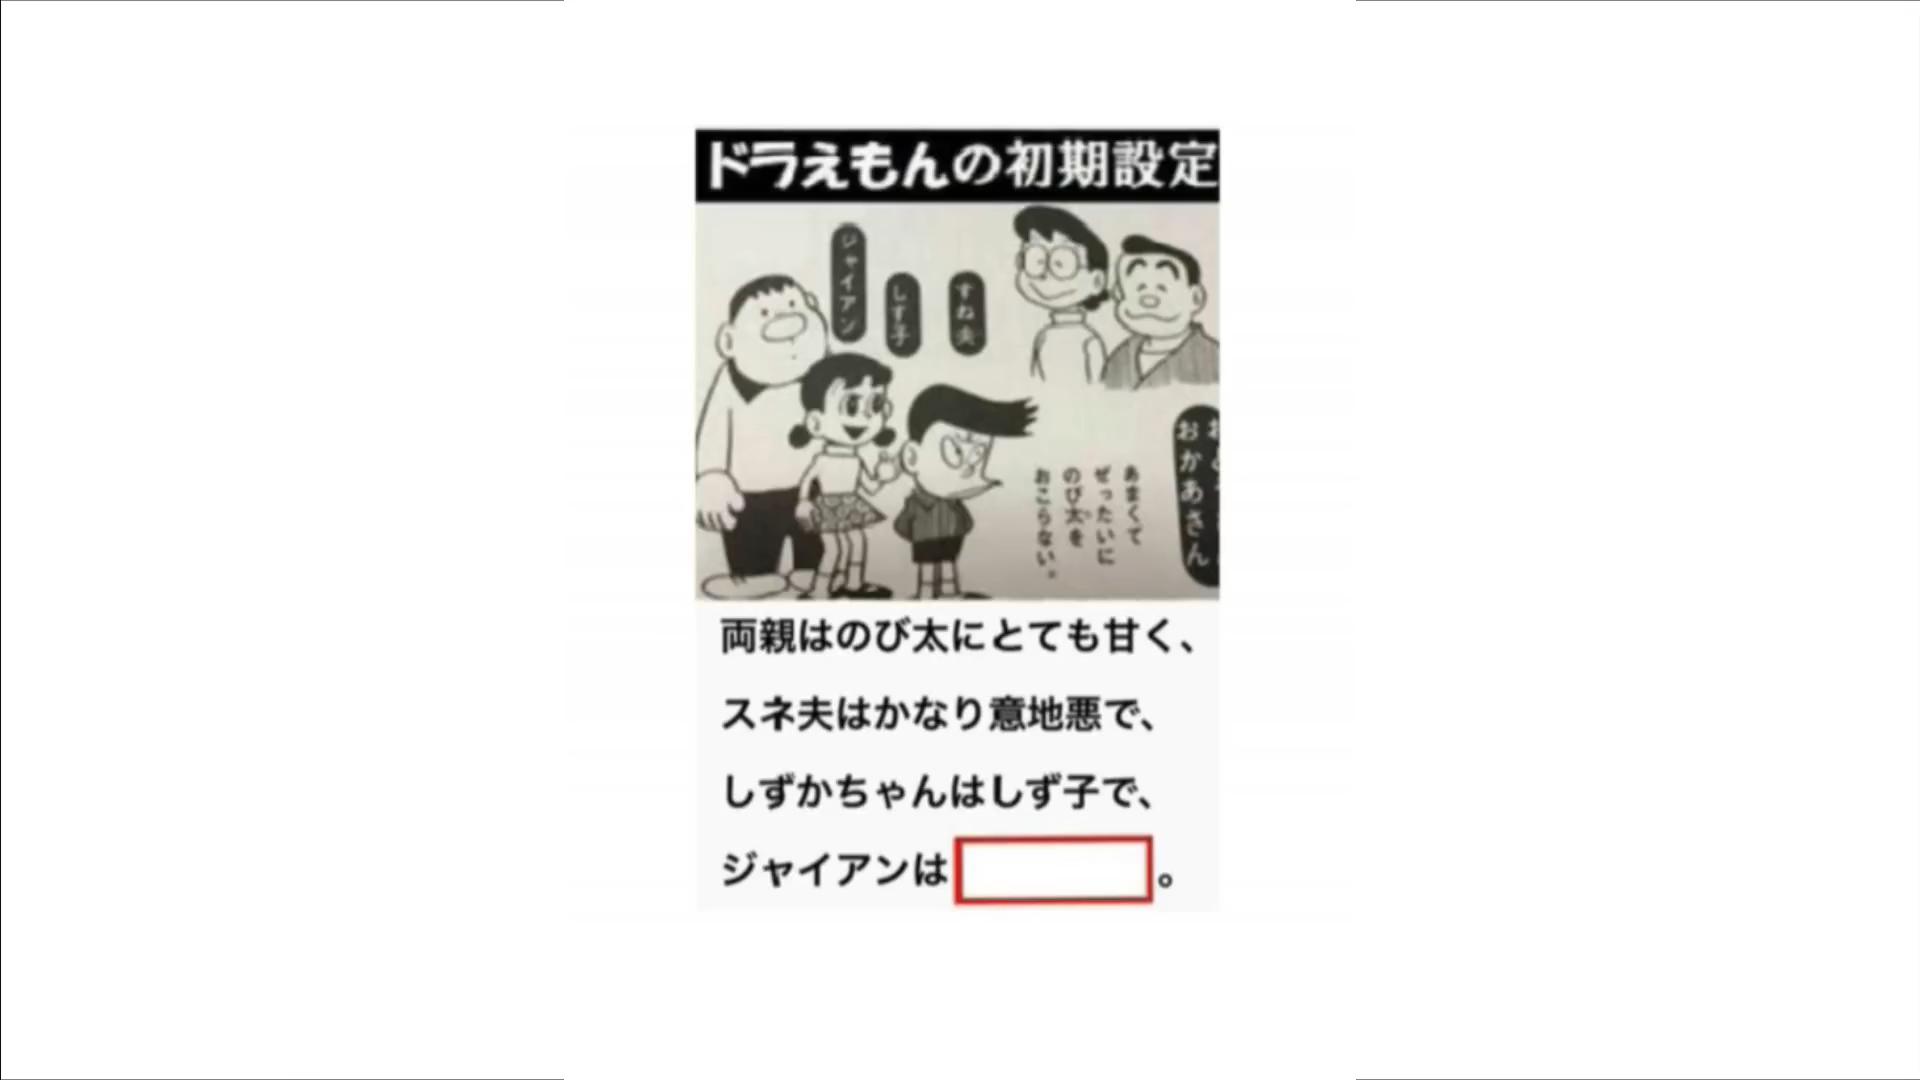 ドラえもんの初期設定
ジャイアン
しず子
すね夫
あまくて
ぜったいに
のび太を
おこらない。
おかあさん
両親はのび太にとても甘く、
スネ夫はかなり意地悪で、
しずかちゃんはしず子で、
ジャイアンは
。